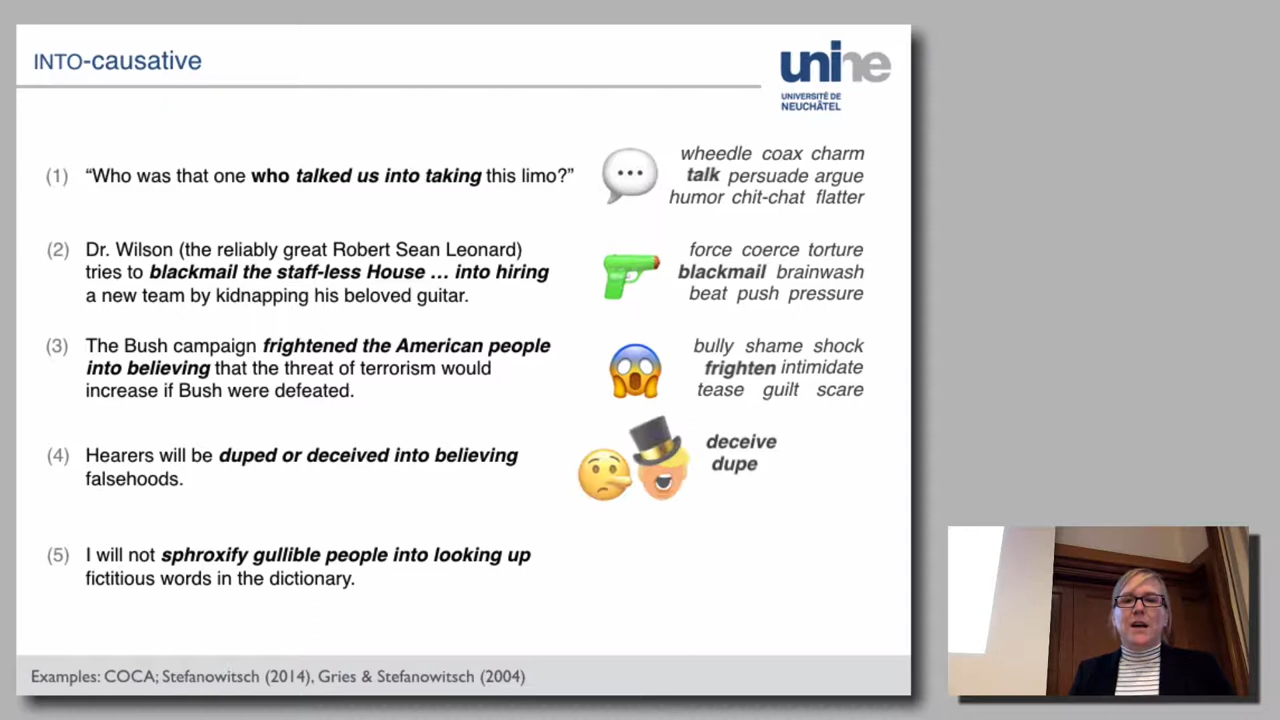 INTO-causative
unine
UNIVERSITÉ DE
NEUCHÂTEL
(1) “Who was that one who talked us into taking this limo?”
wheedle coax charm
talk persuade argue
humor chit-chat flatter
(2) Dr. Wilson (the reliably great Robert Sean Leonard)
tries to blackmail the staff-less House ... into hiring
a new team by kidnapping his beloved guitar.
force coerce torture
blackmail brainwash
beat push pressure
(3) The Bush campaign frightened the American people
into believing that the threat of terrorism would
increase if Bush were defeated.
bully shame shock
frighten intimidate
tease guilt scare
(4) Hearers will be duped or deceived into believing
falsehoods.
deceive
dupe
(5) I will not sphroxify gullible people into looking up
fictitious words in the dictionary.
Examples: COCA; Stefanowitsch (2014), Gries & Stefanowitsch (2004)